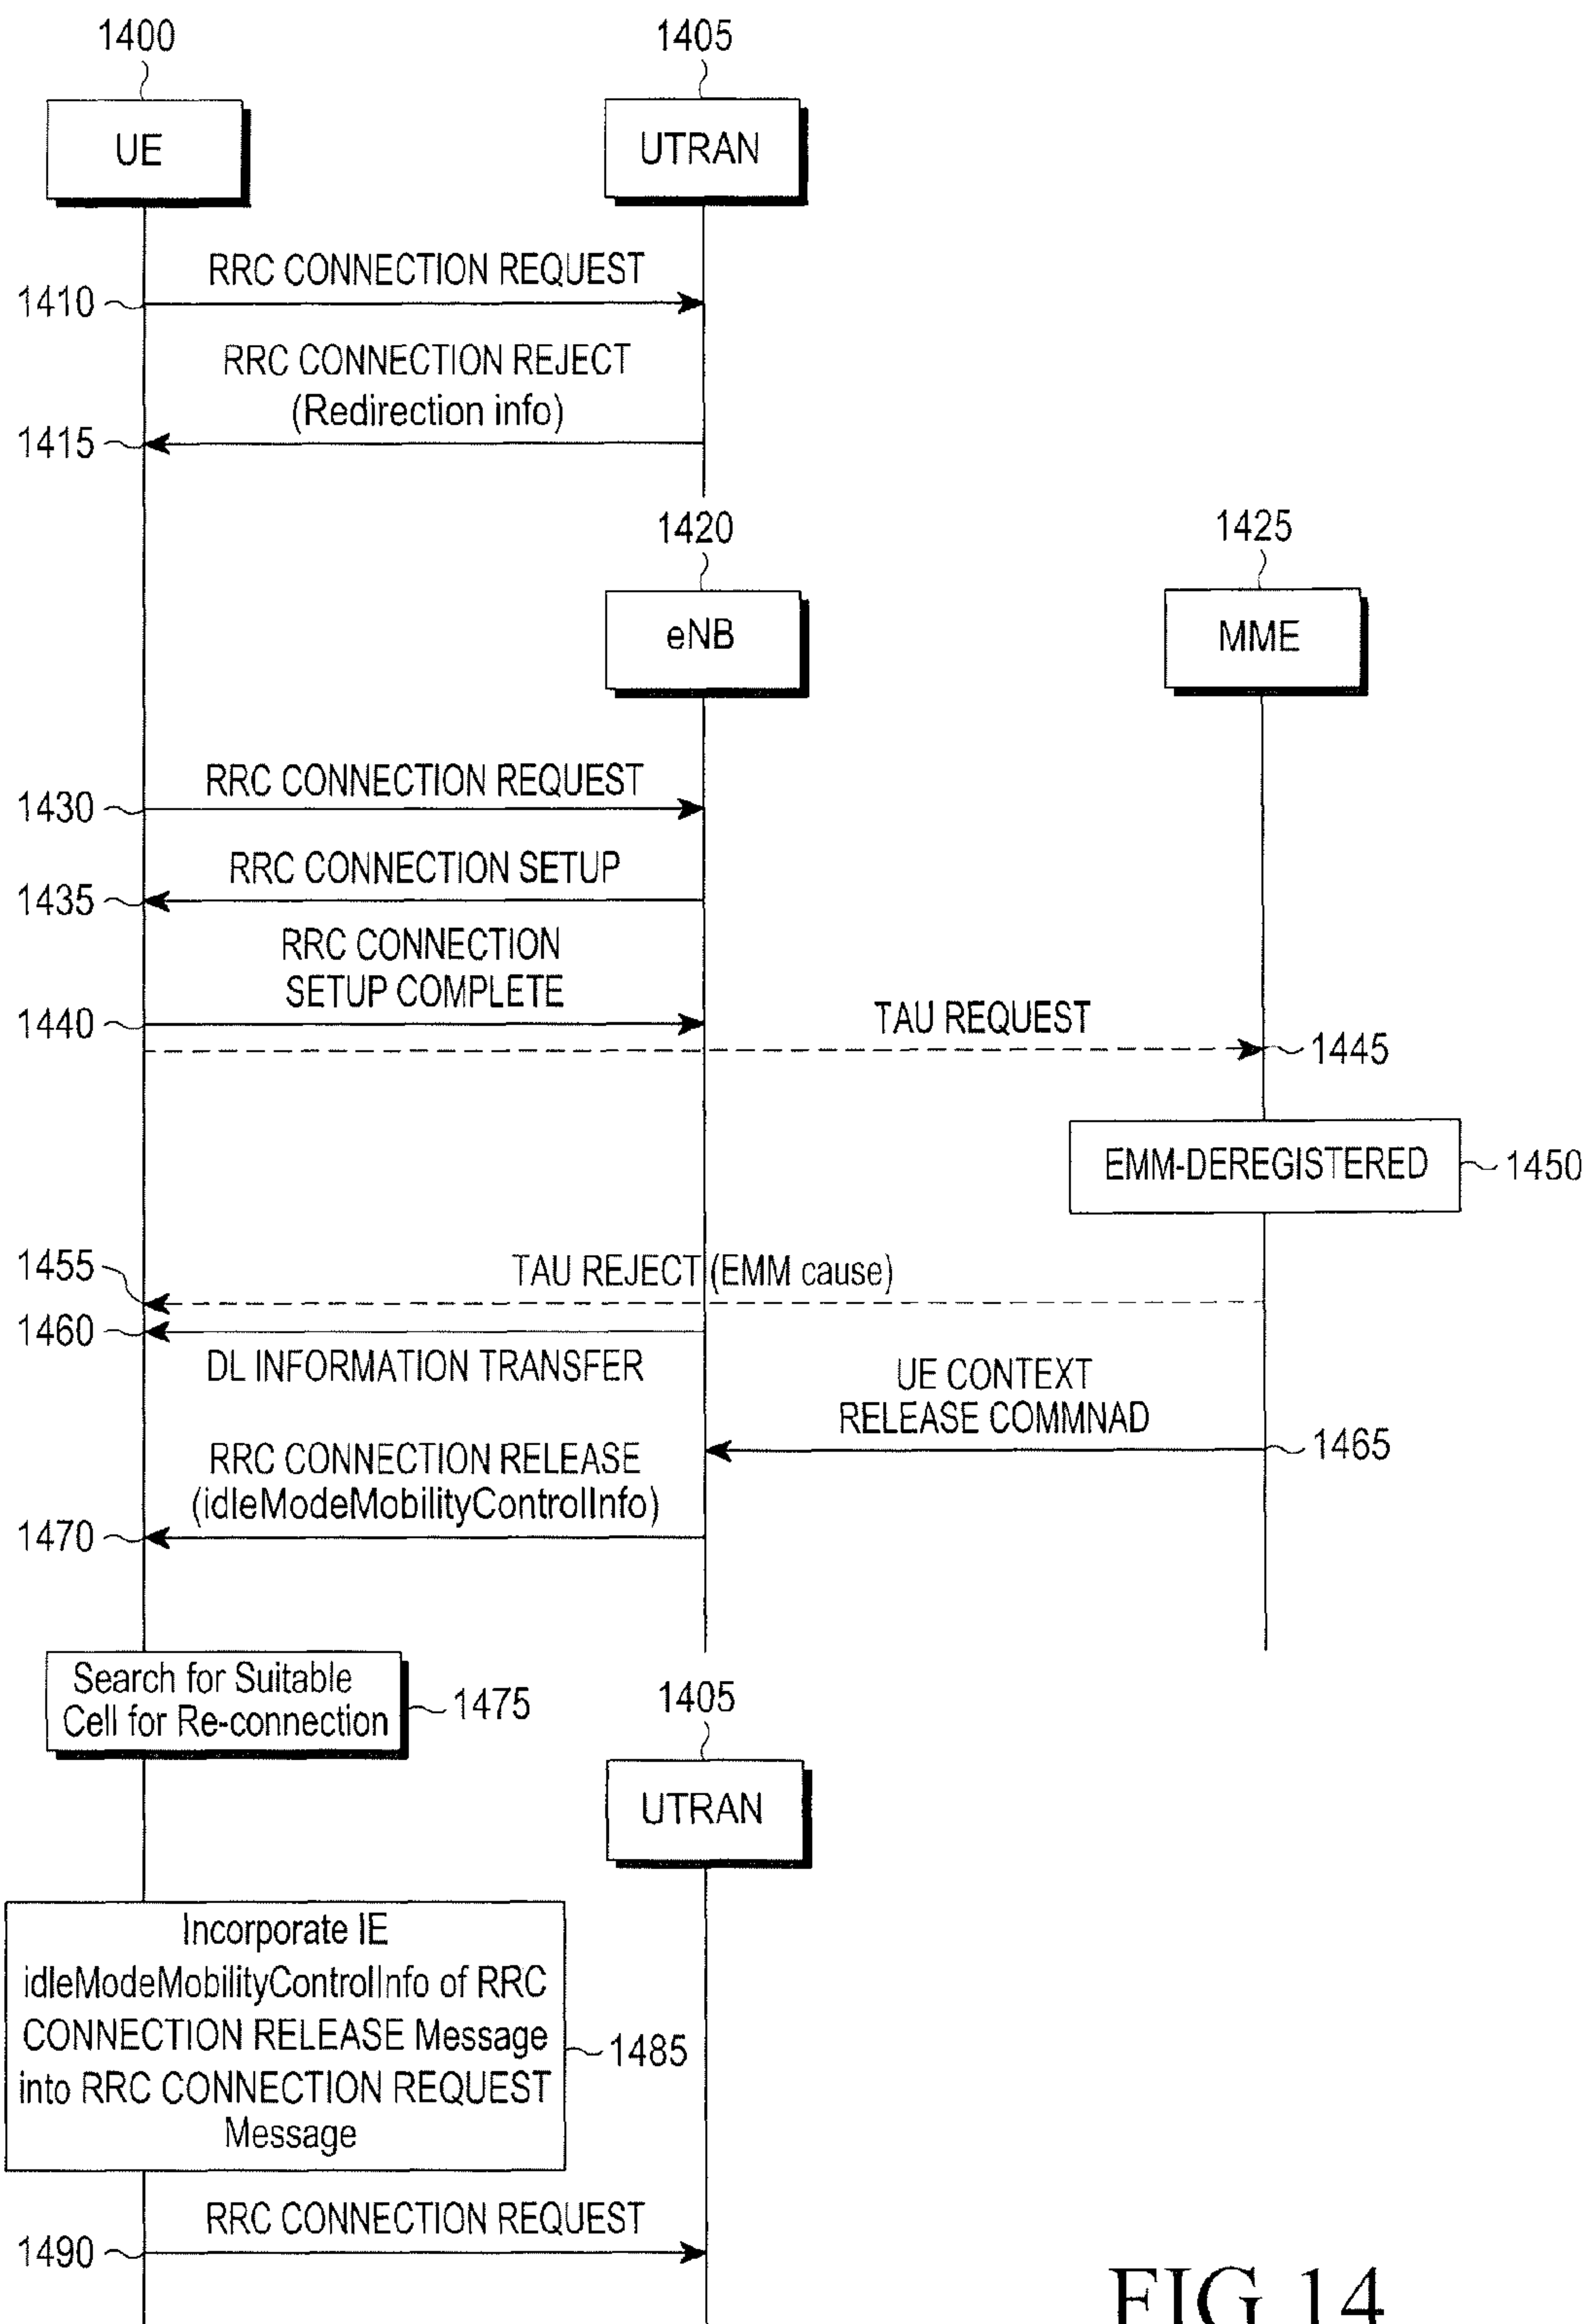 1400
1405
UE
UTRAN
RRC CONNECTION REQUEST
1410
RRC CONNECTION REJECT
(Redirection info)
1415
1420
1425
eNB
MME
RRC CONNECTION REQUEST
1430
RRC CONNECTION SETUP
1435
RRC CONNECTION
SETUP COMPLETE
1440
TAU REQUEST
1445
EMM-DEREGISTERED
1450
1455
TAU REJECT (EMM cause)
1460
DL INFORMATION TRANSFER
UE CONTEXT
RELEASE COMMNAD
1465
RRC CONNECTION RELEASE
(idleModeMobilityControlInfo)
1470
Search for Suitable
Cell for Re-connection
1475
1405
UTRAN
Incorporate IE
idleModeMobilityControlInfo of RRC
CONNECTION RELEASE Message
into RRC CONNECTION REQUEST
Message
1485
RRC CONNECTION REQUEST
1490
FIG 14